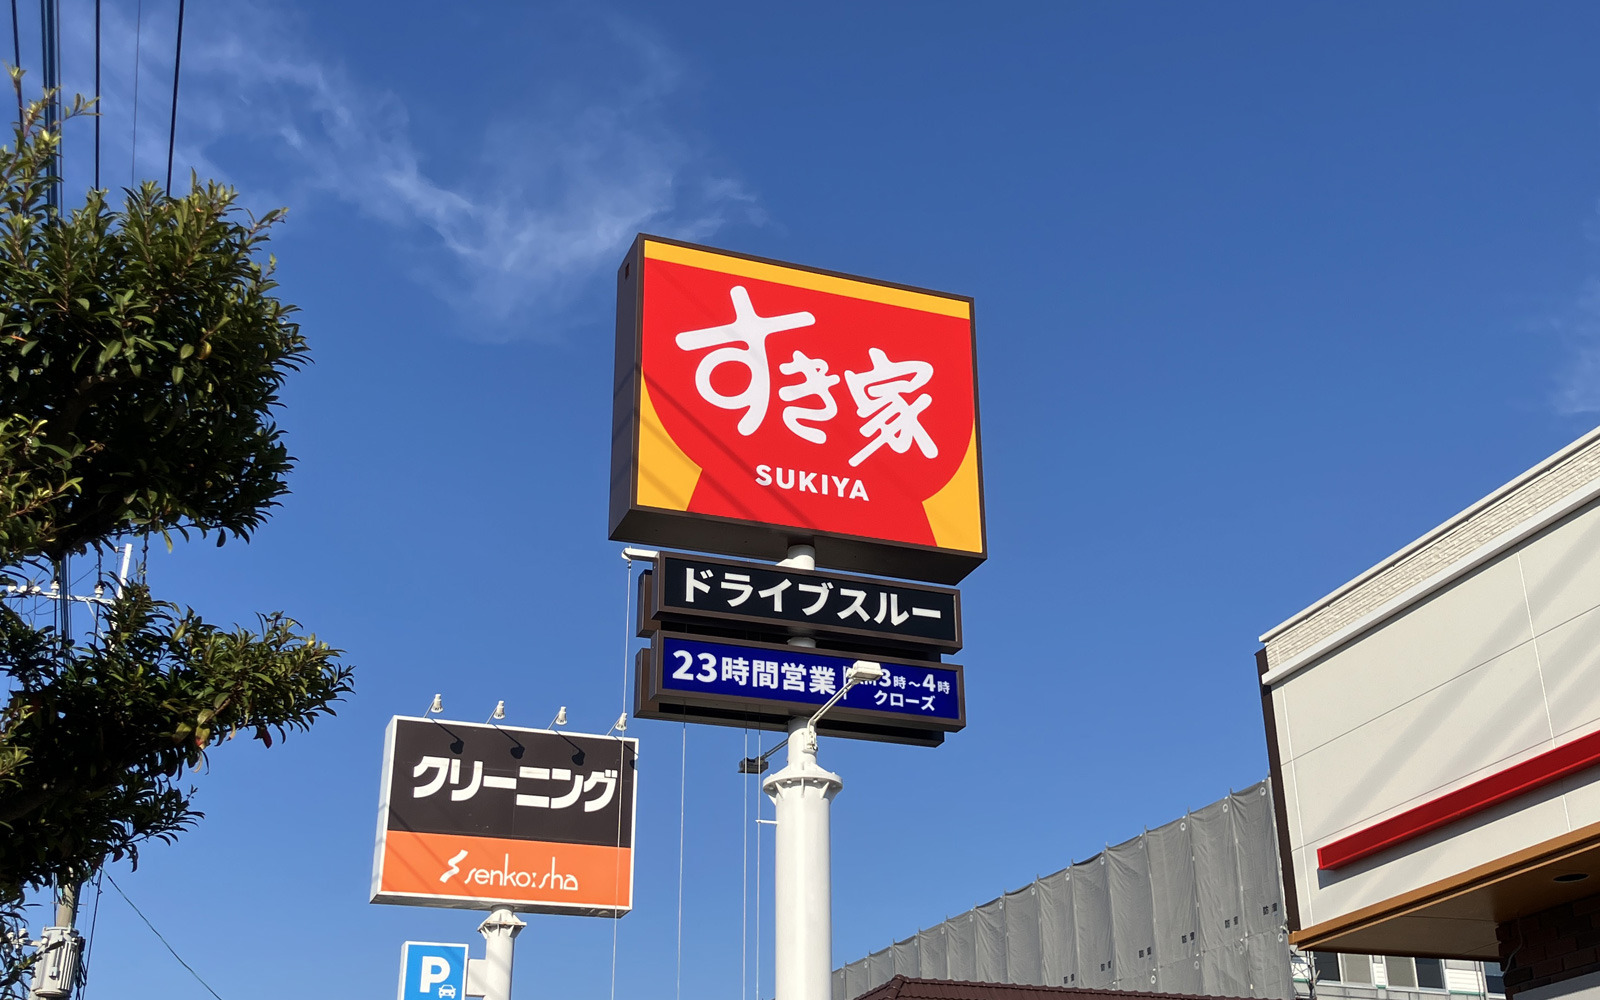 すき家
SUKIYA
ドライブスルー
23時間営業
3時～4時
クローズ
クリーニング
senko:sha
P